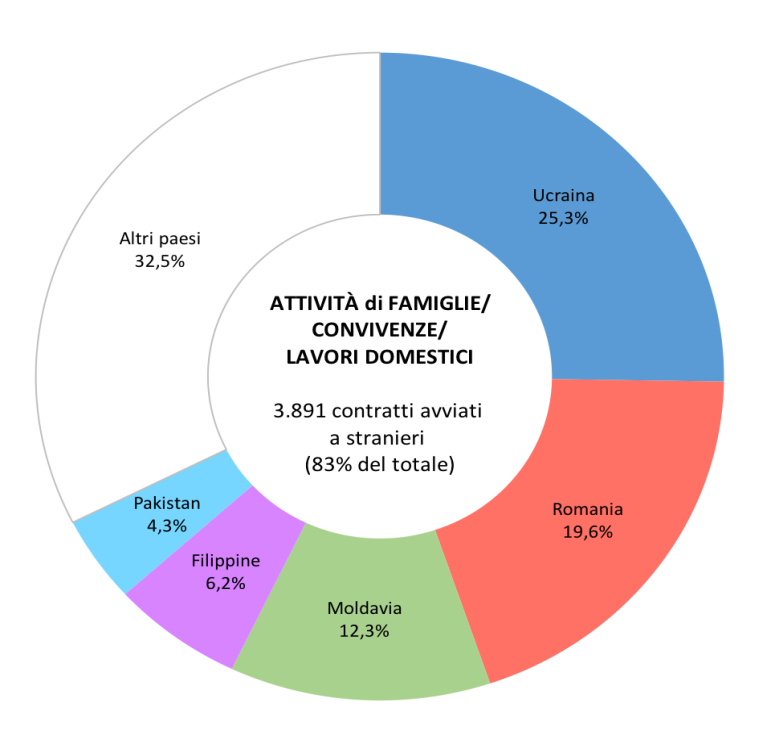 Ucraina
25,3%
Altri paesi
32,5%
ATTIVITÀ di FAMIGLIE/
CONVIVENZE/
LAVORI DOMESTICI
3.891 contratti avviati
a stranieri
(83% del totale)
Pakistan
4,3%
Romania
19,6%
Filippine
6,2%
Moldavia
12,3%